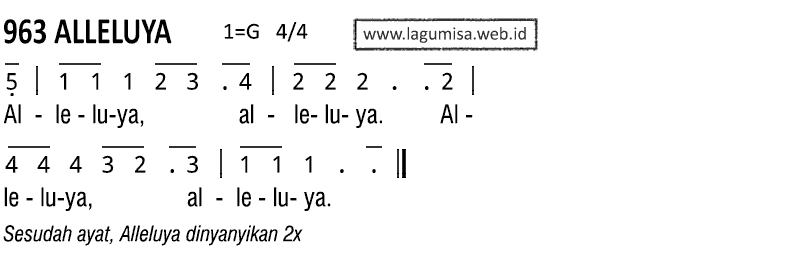 963 ALLELUYA 1=G 4/4 www.lagumisa.web.id
5 | 1 1 1 2 3 . 4 | 2 2 2 . . 2 |
Al - le - lu-ya, al - le- lu- ya. Al -
4 4 4 3 2 . 3 | 1 1 1 . . ||
le - lu-ya, al - le - lu- ya.
Sesudah ayat, Alleluya dinyanyikan 2x